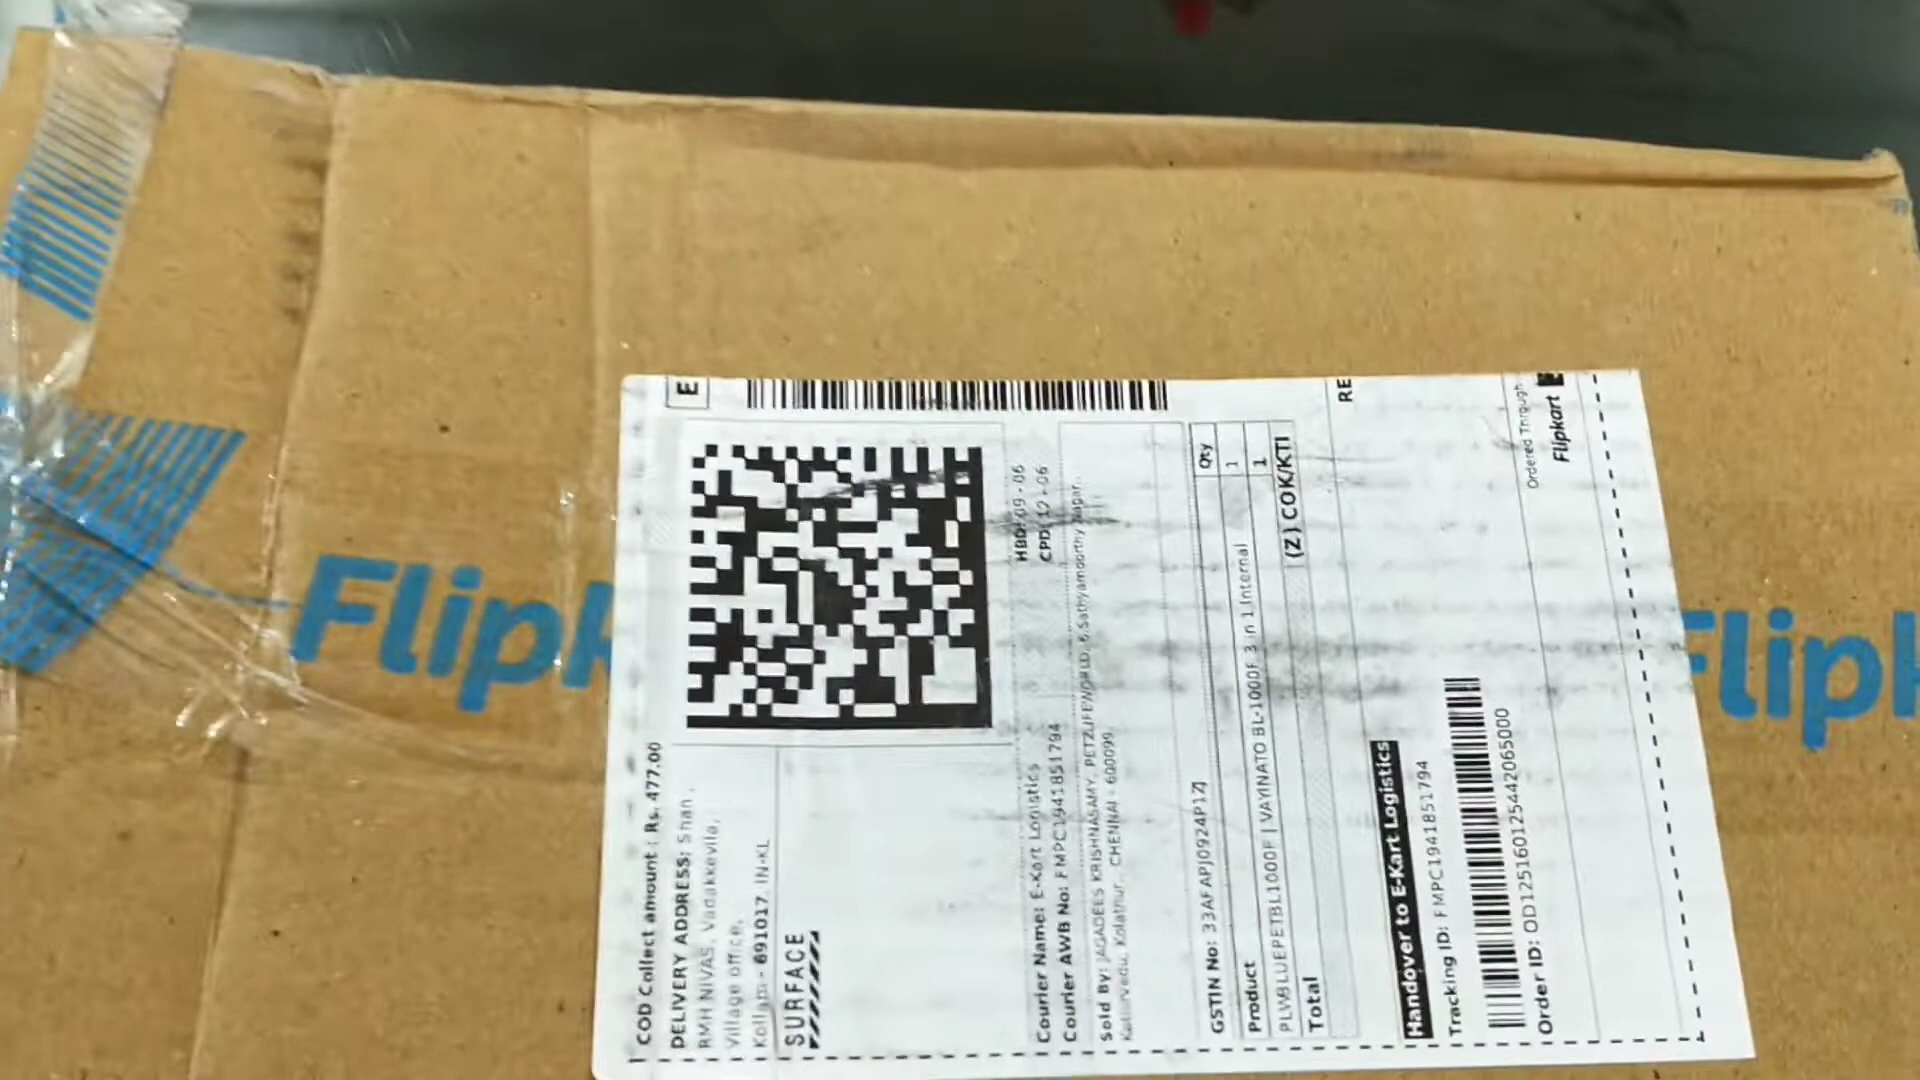 Flipk
Flipk
E
COD Collect amount : Rs. 477.00
DELIVERY ADDRESS: Shan ,
RMH NIVAS, Vadakkevila,
Village office,
Kollam - 691017, IN-KL
SURFACE
HBD: 09 - 06
CPD: 12 - 06
Courier Name: E-Kart Logistics
Courier AWB No: FMPC1941851794
Sold By: JAGADEES KRISHNASAMY, PETZLIFEWORLD, 6, Sathyamoorthy Nagar,
Kolathur, , CHENNAI - 600099
GSTIN No: 33AFAPJ0924P1Z
Product Qty
PLWBLUEPETBL1000F | VAYINATO BL-1000F 3 in 1 Internal 1
Total 1
(Z) COK/KTI
RE
Handover to E-Kart Logistics
Tracking ID: FMPC1941851794
Order ID: OD125160125442065000
Ordered Through
Flipkart